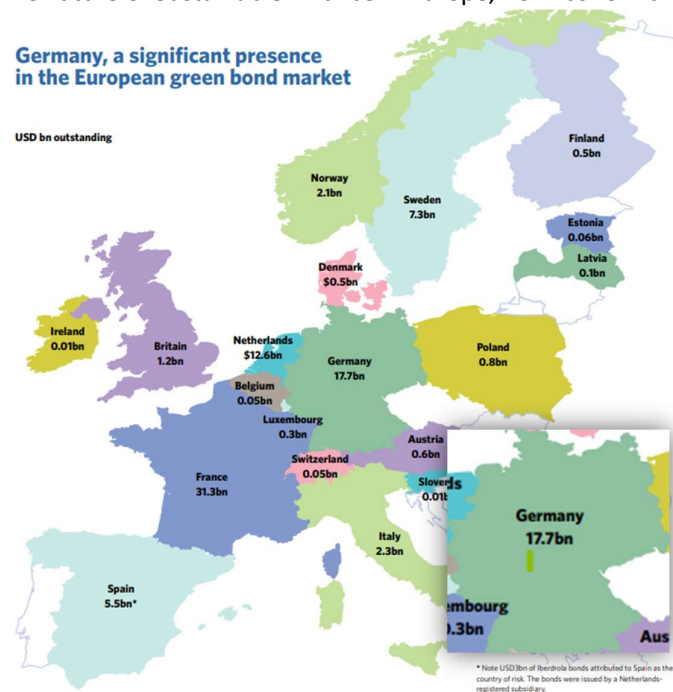 Germany, a significant presence
in the European green bond market
USD bn outstanding
Finland
0.5bn
Norway
2.1bn
Sweden
7.3bn
Estonia
0.06bn
Latvia
0.1bn
Denmark
$0.5bn
Ireland
0.01bn
Britain
1.2bn
Netherlands
$12.6bn
Germany
17.7bn
Poland
0.8bn
Belgium
0.05bn
Luxembourg
0.3bn
Austria
0.6bn
Switzerland
0.05bn
France
31.3bn
Italy
2.3bn
Spain
5.5bn*
Germany
17.7bn
embourg
0.3bn
Aus
* Note USD3bn of Iberdrola bonds attributed to Spain as the
country of risk. The bonds were issued by a Netherlands-
registered subsidiary.